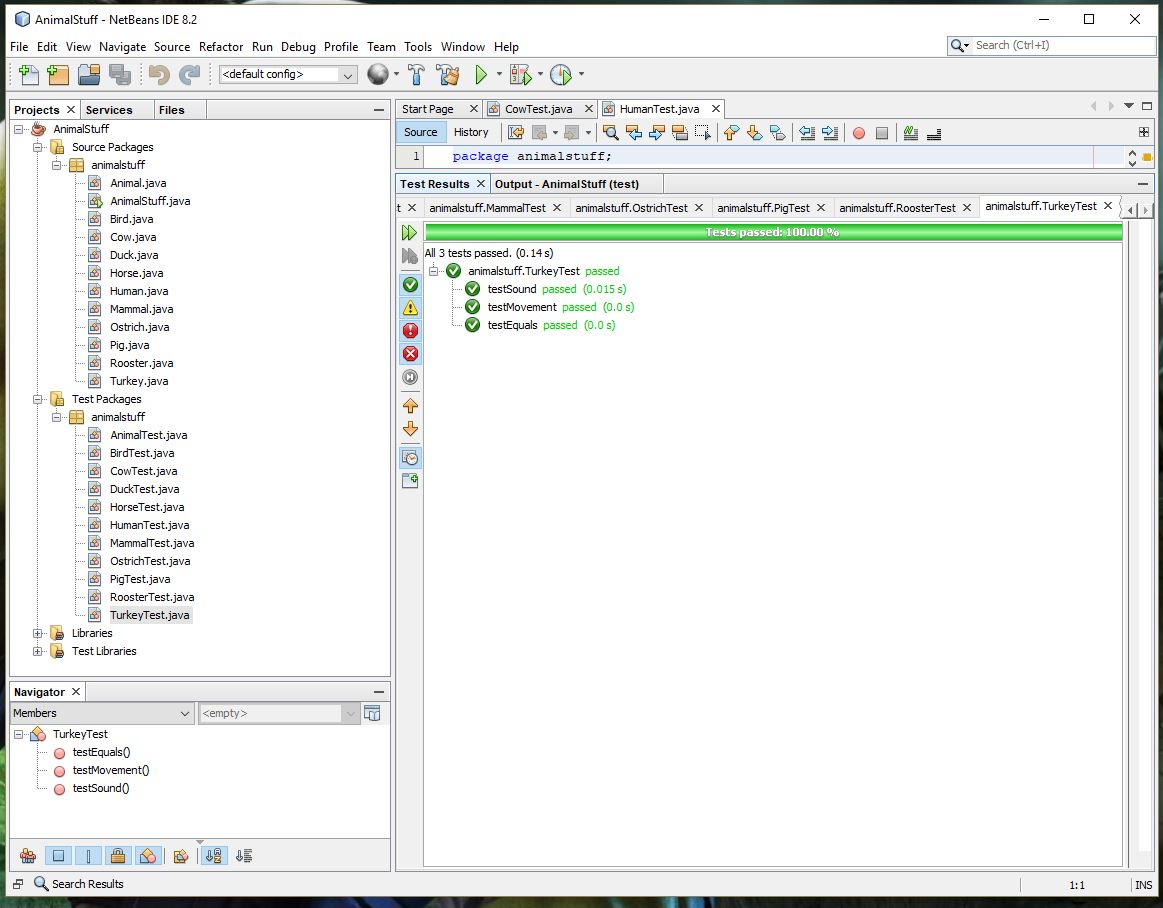 AnimalStuff - NetBeans IDE 8.2
File Edit View Navigate Source Refactor Run Debug Profile Team Tools Window Help
Search (Ctrl+I)
<default config>
Projects Services Files
AnimalStuff
Source Packages
animalstuff
Animal.java
AnimalStuff.java
Bird.java
Cow.java
Duck.java
Horse.java
Human.java
Mammal.java
Ostrich.java
Pig.java
Rooster.java
Turkey.java
Test Packages
animalstuff
AnimalTest.java
BirdTest.java
CowTest.java
DuckTest.java
HorseTest.java
HumanTest.java
MammalTest.java
OstrichTest.java
PigTest.java
RoosterTest.java
TurkeyTest.java
Libraries
Test Libraries
Navigator
Members <empty>
TurkeyTest
testEquals()
testMovement()
testSound()
Start Page CowTest.java HumanTest.java
Source History
1 package animalstuff;
Test Results Output - AnimalStuff (test)
t animalstuff.MammalTest animalstuff.OstrichTest animalstuff.PigTest animalstuff.RoosterTest animalstuff.TurkeyTest
Tests passed: 100.00 %
All 3 tests passed. (0.14 s)
animalstuff.TurkeyTest passed
testSound passed (0.015 s)
testMovement passed (0.0 s)
testEquals passed (0.0 s)
Search Results
1:1 INS